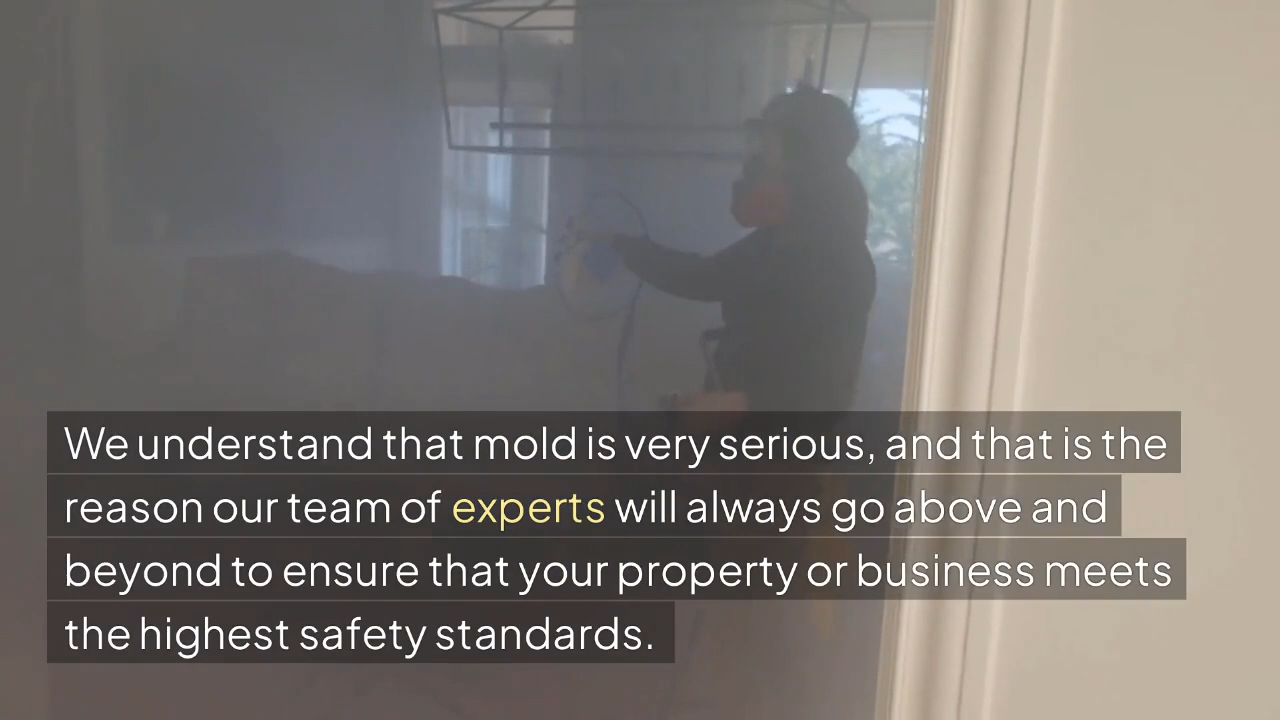 We understand that mold is very serious, and that is the
reason our team of experts will always go above and
beyond to ensure that your property or business meets
the highest safety standards.